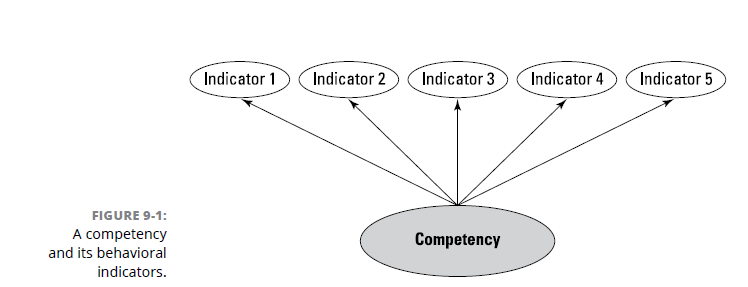 Indicator 1
Indicator 2
Indicator 3
Indicator 4
Indicator 5
Competency
FIGURE 9-1:
A competency
and its behavioral
indicators.